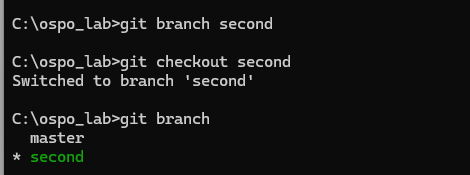 C:\ospo_lab>git branch second
C:\ospo_lab>git checkout second
Switched to branch 'second'
C:\ospo_lab>git branch
master
* second